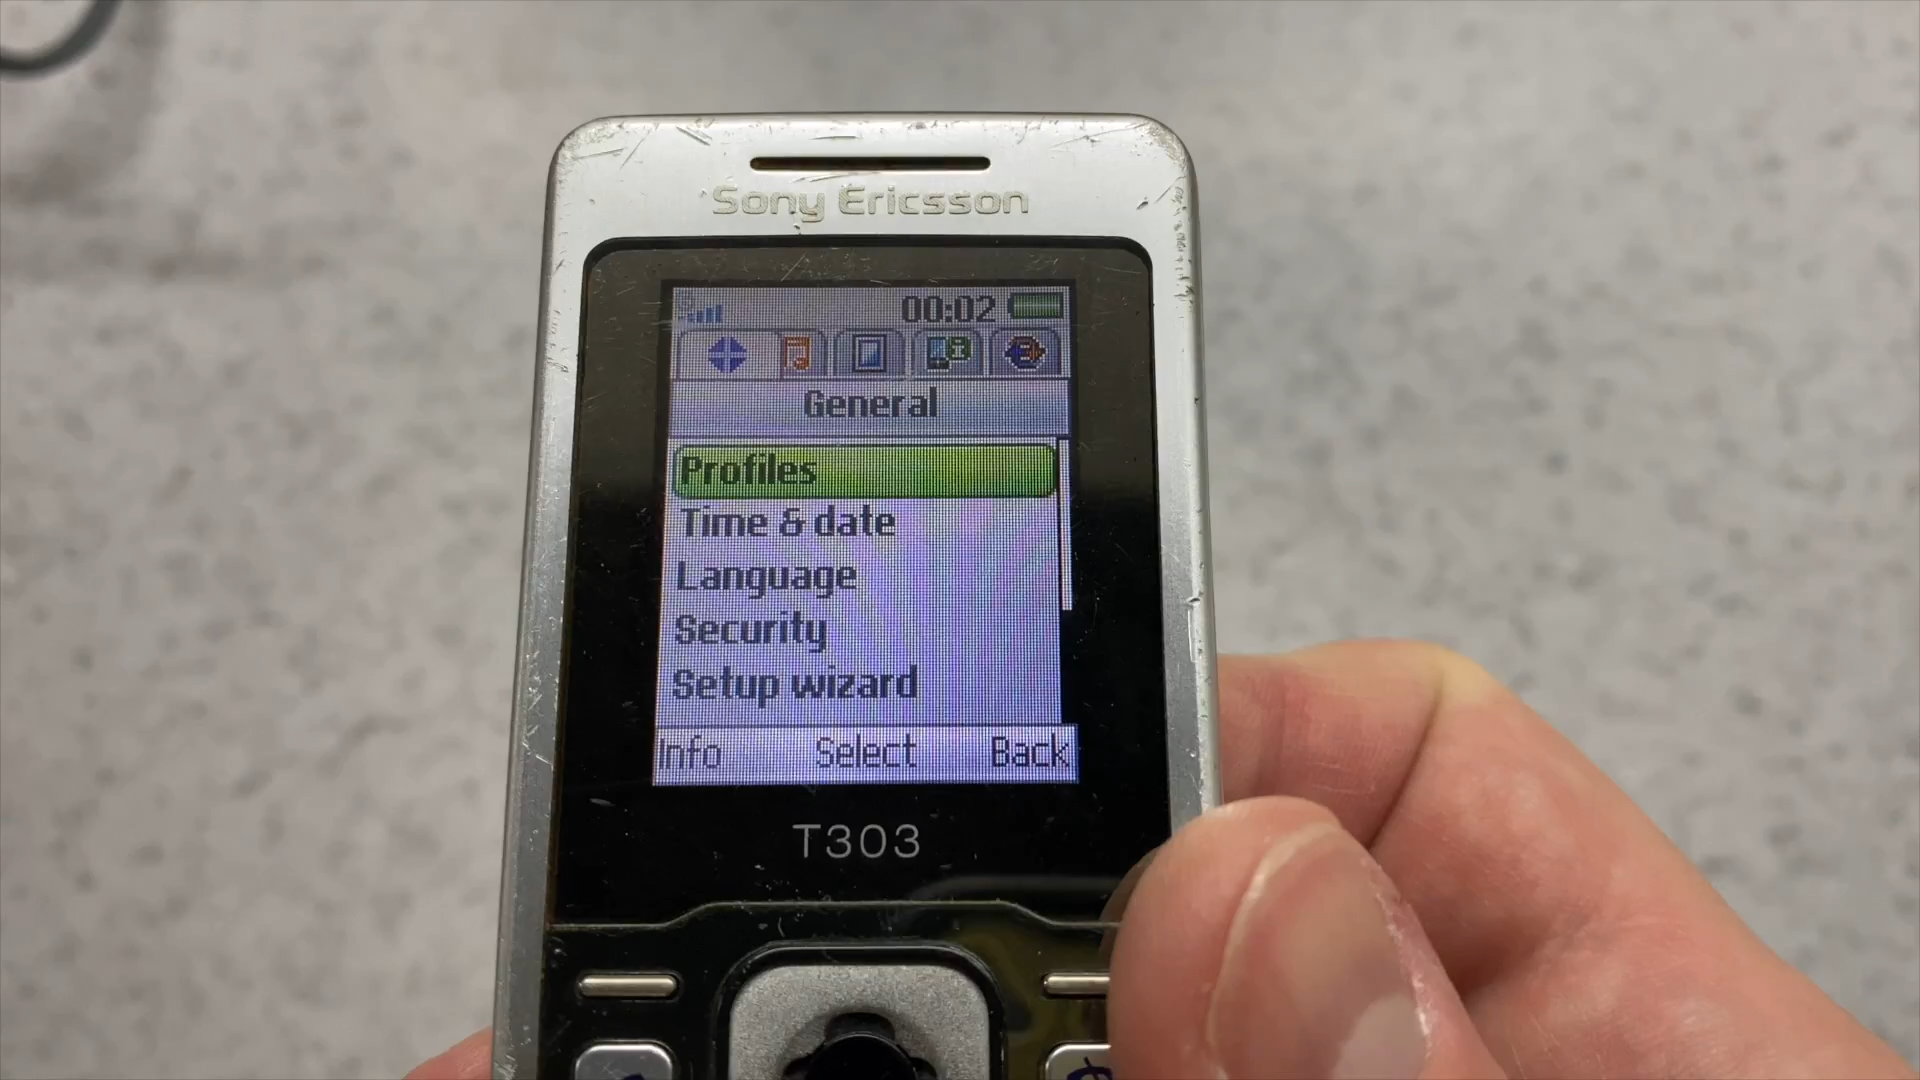 Sony Ericsson
00:02
General
Profiles
Time & date
Language
Security
Setup wizard
Info Select Back
T303